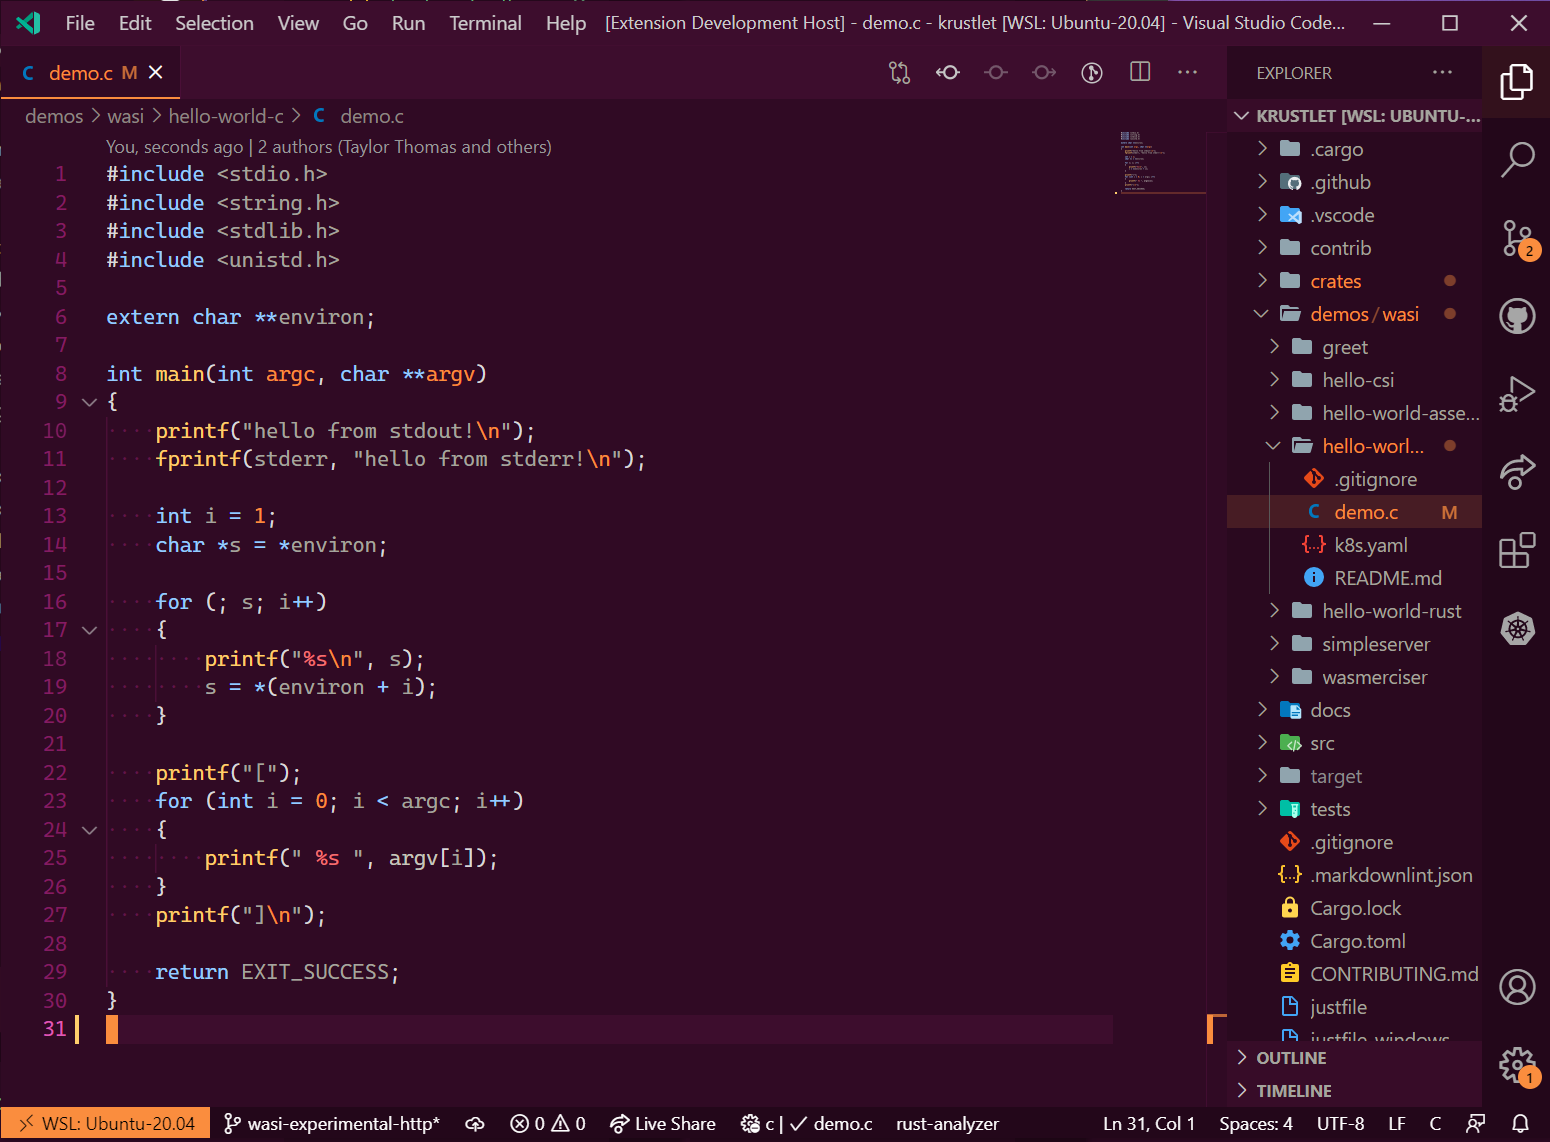 File Edit Selection View Go Run Terminal Help [Extension Development Host] - demo.c - krustlet [WSL: Ubuntu-20.04] - Visual Studio Code...
C demo.c M
demos > wasi > hello-world-c > C demo.c
You, seconds ago | 2 authors (Taylor Thomas and others)
1 #include <stdio.h>
2 #include <string.h>
3 #include <stdlib.h>
4 #include <unistd.h>
5
6 extern char **environ;
7
8 int main(int argc, char **argv)
9 {
10 printf("hello from stdout!\n");
11 fprintf(stderr, "hello from stderr!\n");
12
13 int i = 1;
14 char *s = *environ;
15
16 for (; s; i++)
17 {
18 printf("%s\n", s);
19 s = *(environ + i);
20 }
21
22 printf("[");
23 for (int i = 0; i < argc; i++)
24 {
25 printf(" %s ", argv[i]);
26 }
27 printf("]\n");
28
29 return EXIT_SUCCESS;
30 }
31
EXPLORER
KRUSTLET [WSL: UBUNTU-...
.cargo
.github
.vscode
contrib
crates
demos/wasi
greet
hello-csi
hello-world-asse...
hello-worl...
.gitignore
C demo.c M
{..} k8s.yaml
README.md
hello-world-rust
simpleserver
wasmerciser
docs
src
target
tests
.gitignore
{..} .markdownlint.json
Cargo.lock
Cargo.toml
CONTRIBUTING.md
justfile
justfile-windows
OUTLINE
TIMELINE
2
1
WSL: Ubuntu-20.04 wasi-experimental-http* 0 0 Live Share c | ✓ demo.c rust-analyzer Ln 31, Col 1 Spaces: 4 UTF-8 LF C